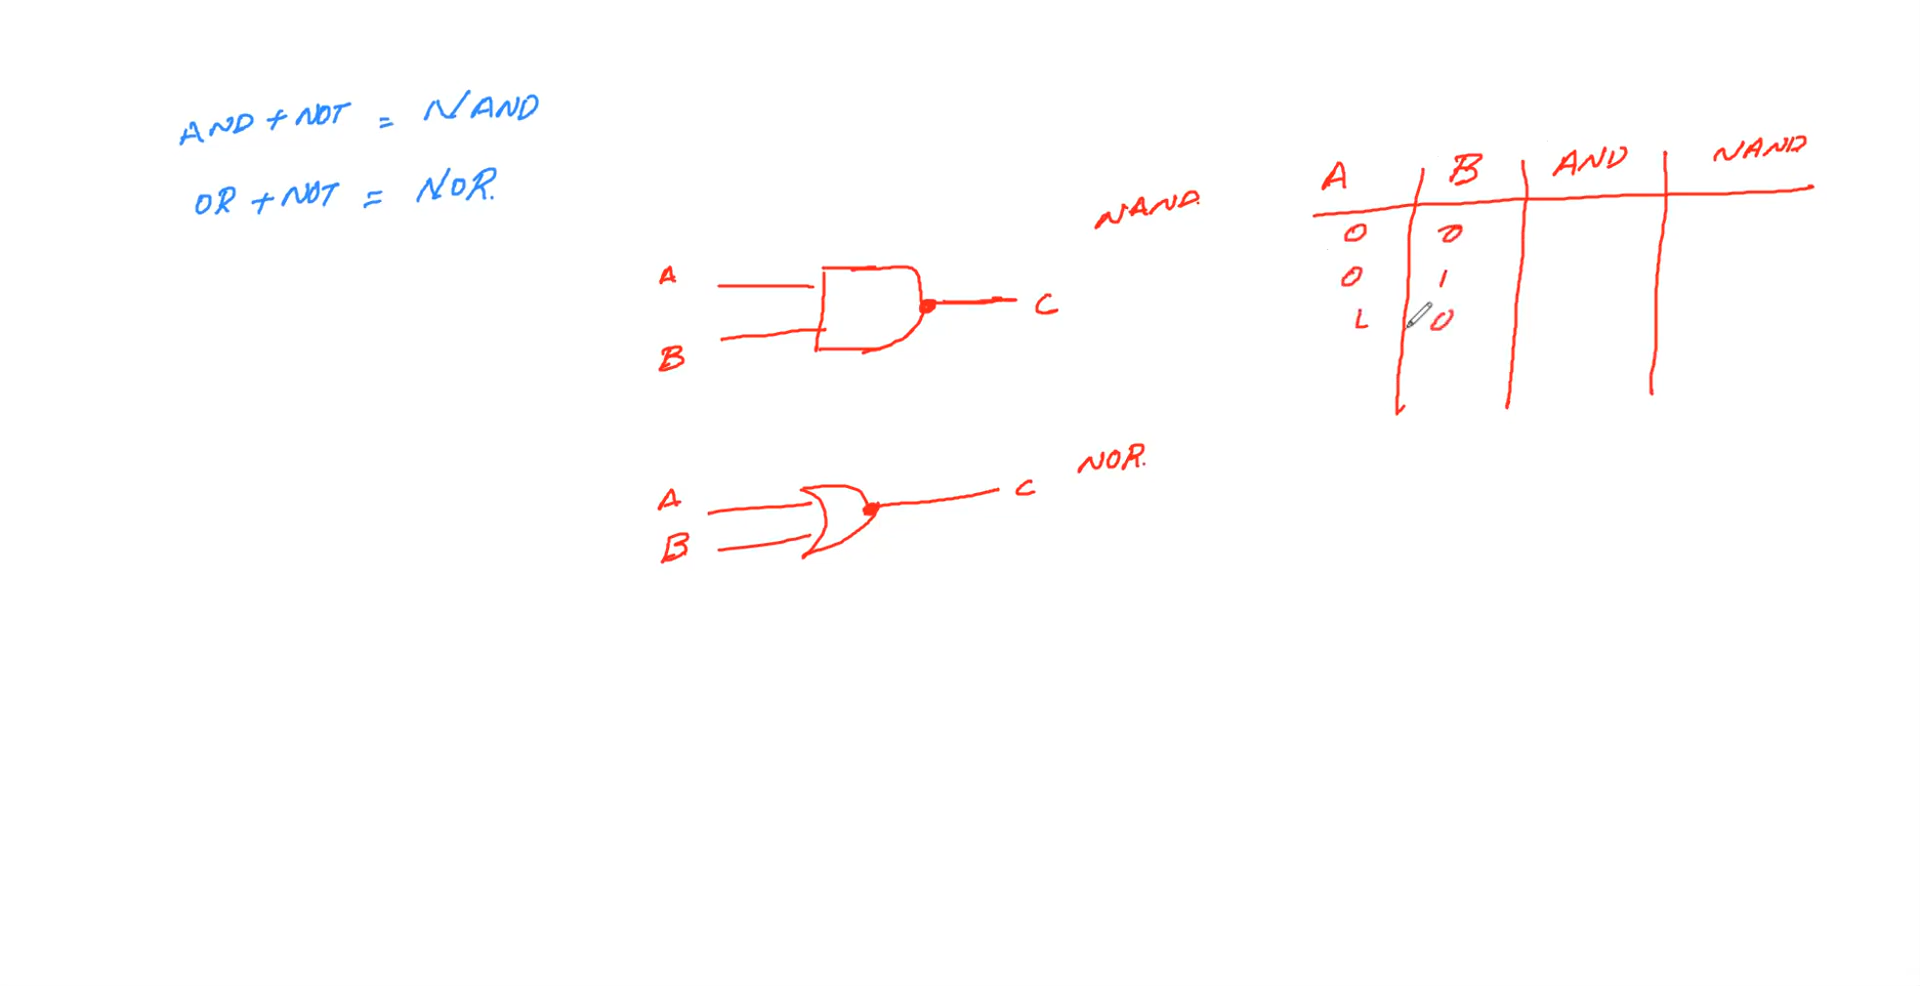 AND + NOT = NAND
OR + NOT = NOR.
NAND.
A
B
C
NOR.
A
B
C
A B AND NAND
0 0
0 1
1 0